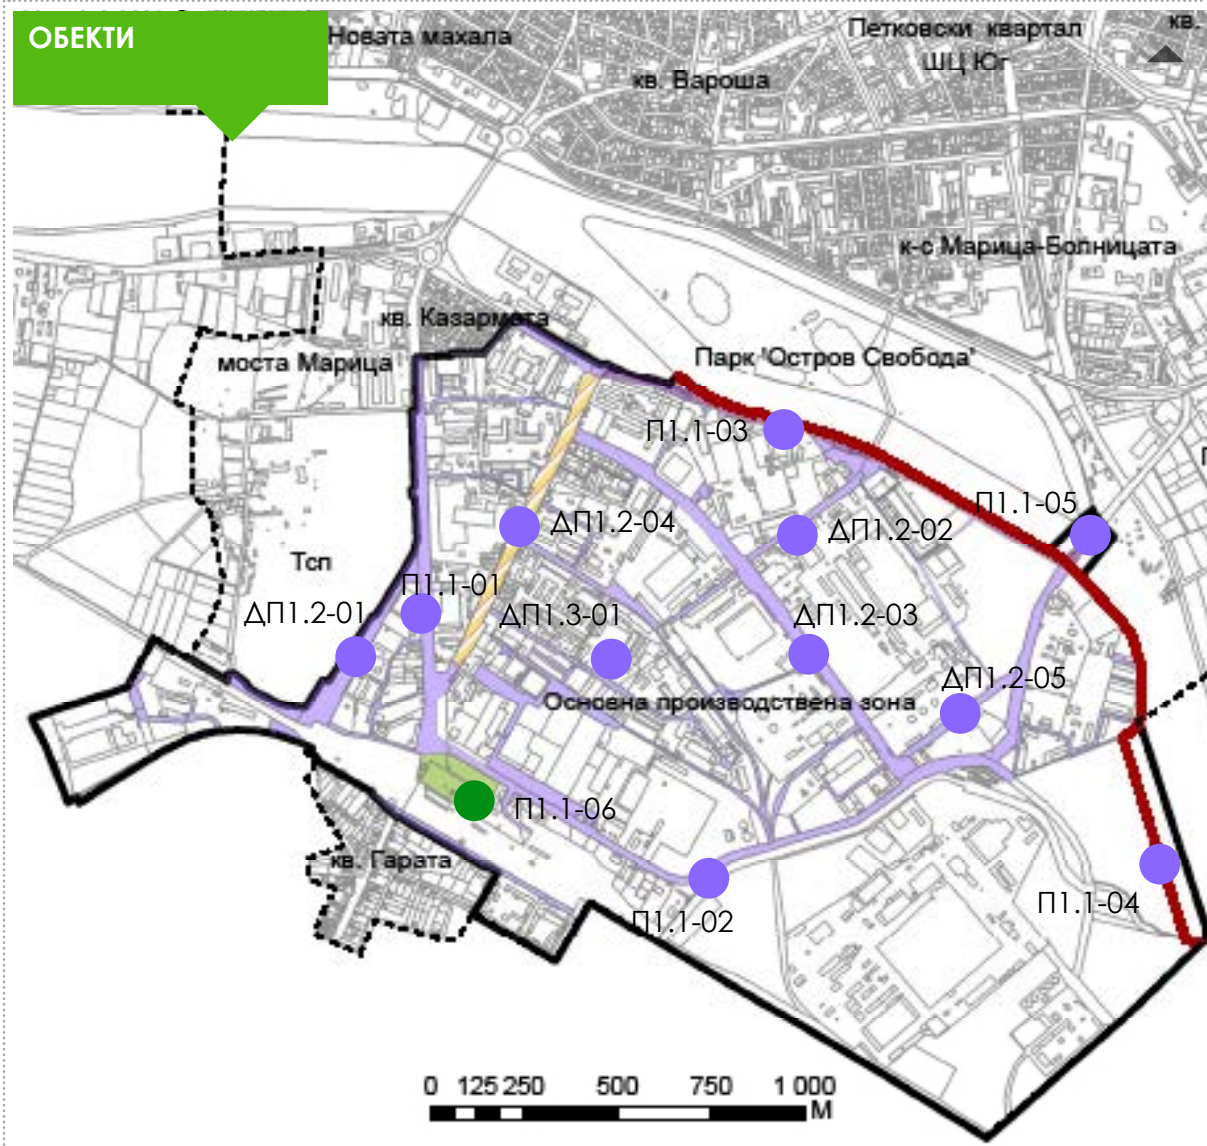 ОБЕКТИ
Новата махала
Петковски квартал
кв.
ШЦ Юг
кв. Вароша
к-с Марица-Болницата
кв. Казармата
моста Марица
Парк "Остров Свобода"
П1.1-03
П1.1-05
ДП1.2-04
ДП1.2-02
Тсп
П1.1-01
ДП1.2-01
ДП1.3-01
ДП1.2-03
ДП1.2-05
Основна производствена зона
П1.1-06
кв. Гарата
П1.1-04
П1.1-02
0 125 250 500 750 1 000
М